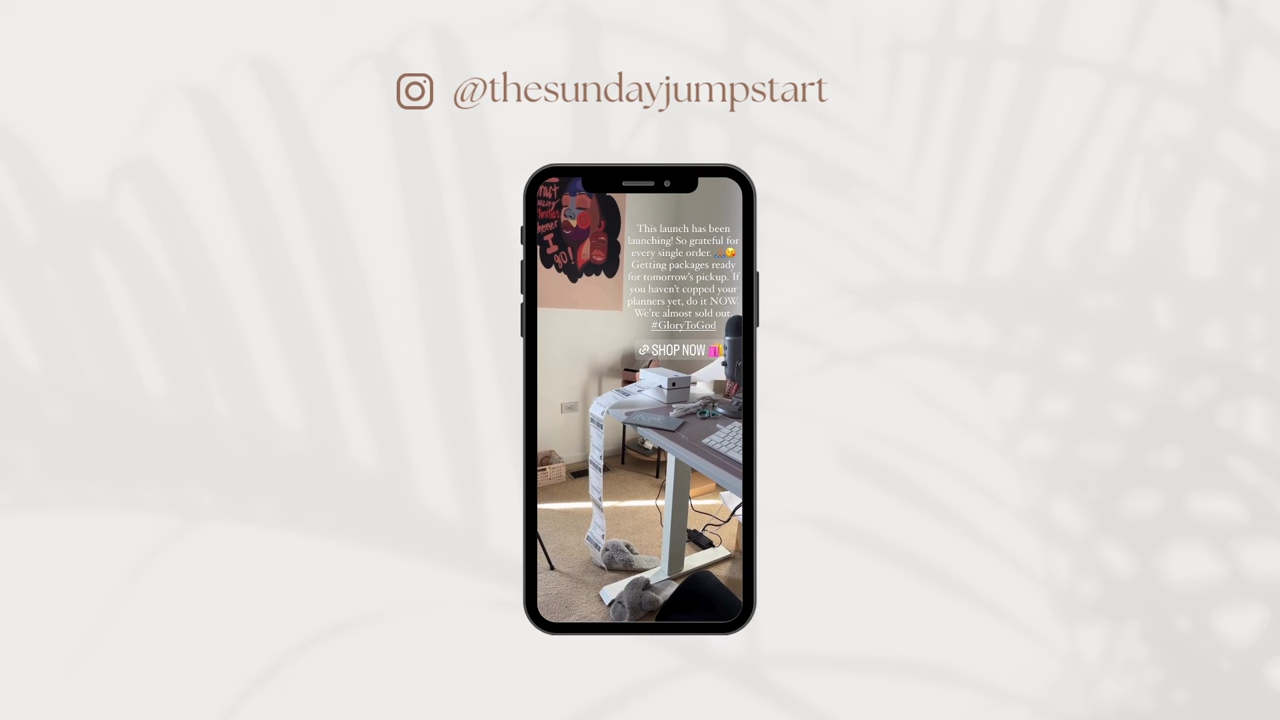 @thesundayjumpstart
This launch has been
launching! So grateful for
every single order.
Getting packages ready
for tomorrow's pickup. If
you haven't copped your
planners yet, do it NOW.
We're almost sold out.
#GloryToGod
SHOP NOW
I
go!